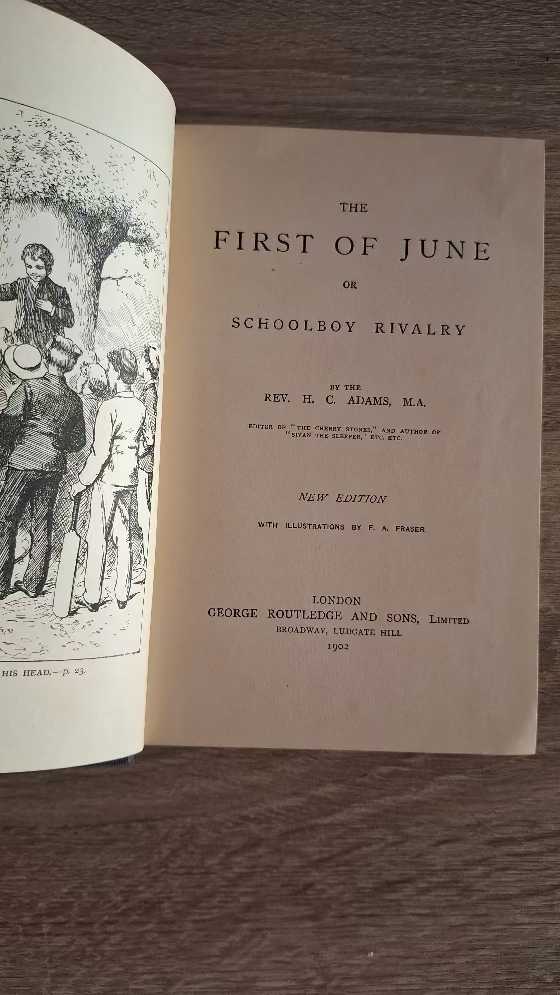 HIS HEAD.—p. 23.
THE
FIRST OF JUNE
OR
SCHOOLBOY RIVALRY
BY THE
REV. H. C. ADAMS, M.A.
EDITOR OF "THE CHERRY STONES," AND AUTHOR OF
"SIVAN THE SLEEPER," ETC. ETC.
NEW EDITION
WITH ILLUSTRATIONS BY F. A. FRASER
LONDON
GEORGE ROUTLEDGE AND SONS, LIMITED
BROADWAY, LUDGATE HILL
1902